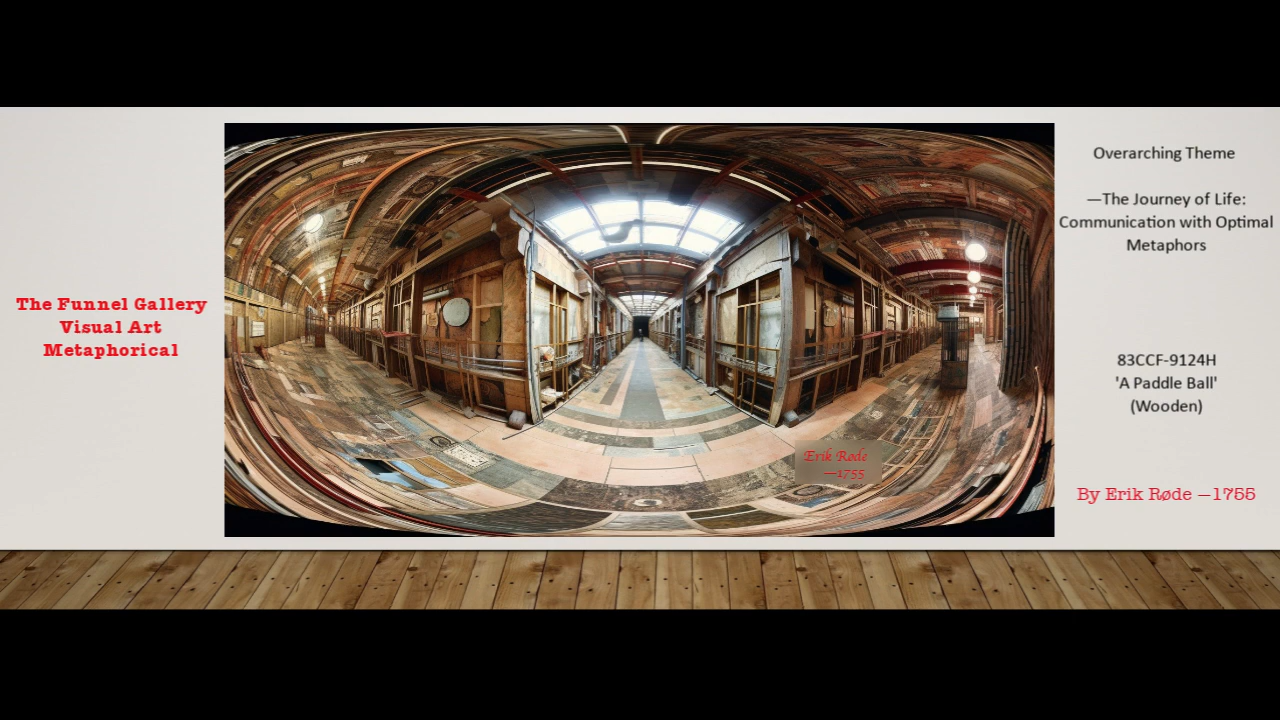 The Funnel Gallery
Visual Art
Metaphorical
Erik Røde
—1755
Overarching Theme
—The Journey of Life:
Communication with Optimal
Metaphors
83CCF-9124H
'A Paddle Ball'
(Wooden)
By Erik Røde —1755